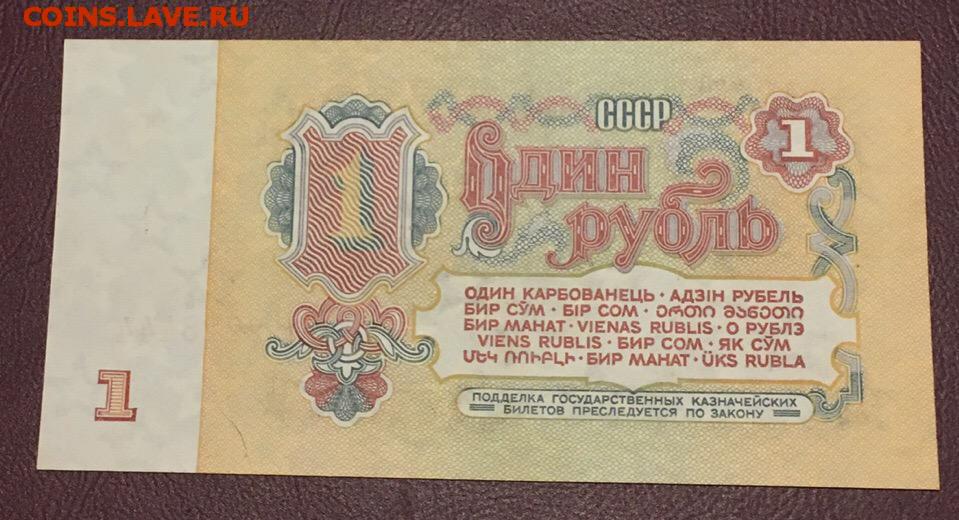 COINS.LAVE.RU
СССР
1
1
Один
рубль
ОДИН КАРБОВАНЕЦЬ · АДЗІН РУБЕЛЬ
БИР СЎМ · БІР СОМ · ᲔᲠᲗᲘ ᲛᲐᲜᲔᲗᲘ
БИР МАНАТ · VIENAS RUBLIS · О РУБЛЭ
VIENS RUBLIS · БИР СОМ · ЯК СЎМ
ՄԵԿ ՌՈՒԲԼԻ · БИР МАНАТ · ÜKS RUBLA
1
ПОДДЕЛКА ГОСУДАРСТВЕННЫХ КАЗНАЧЕЙСКИХ
БИЛЕТОВ ПРЕСЛЕДУЕТСЯ ПО ЗАКОНУ